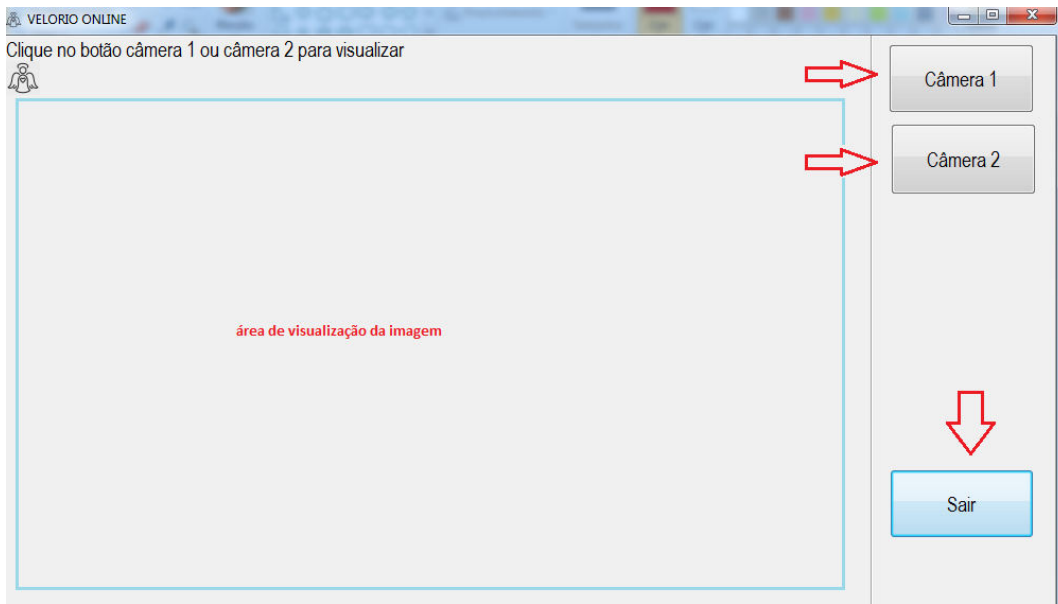 VELORIO ONLINE
Clique no botão câmera 1 ou câmera 2 para visualizar
Câmera 1
Câmera 2
área de visualização da imagem
Sair